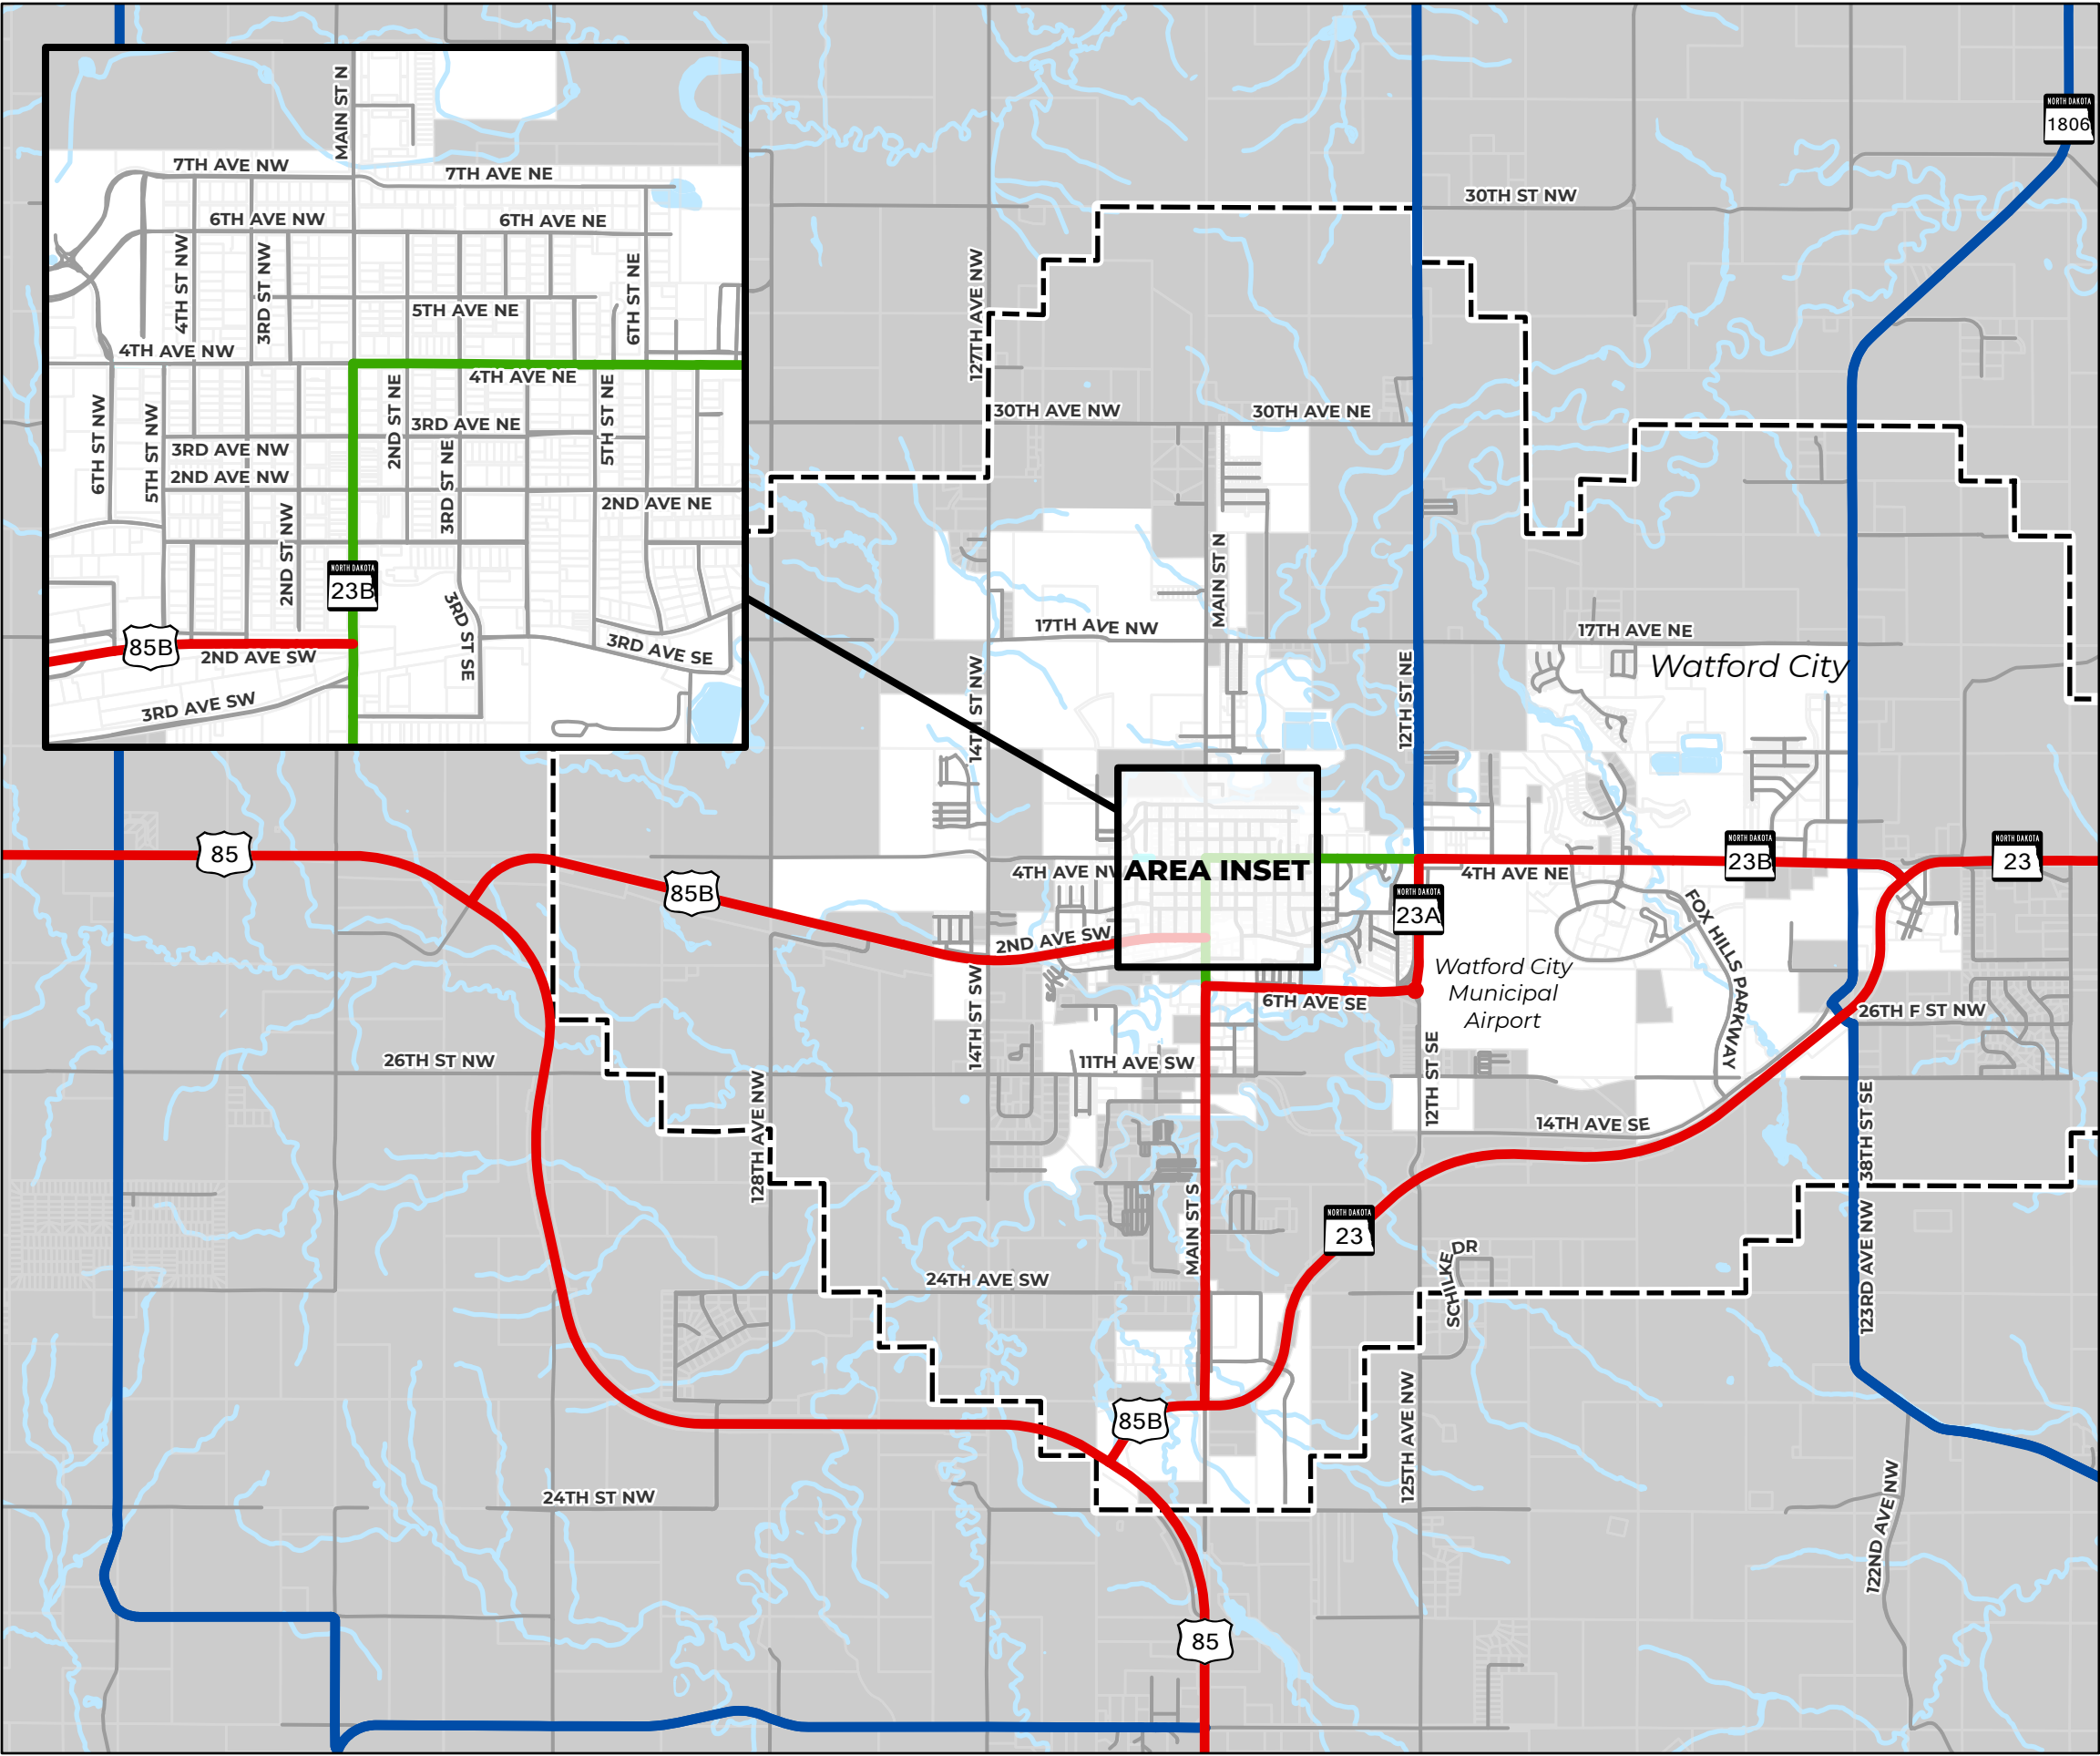 MAIN ST N
7TH AVE NW
7TH AVE NE
6TH AVE NW
6TH AVE NE
4TH ST NW
3RD ST NW
6TH ST NE
5TH AVE NE
4TH AVE NW
4TH AVE NE
6TH ST NW
5TH ST NW
2ND ST NE
3RD AVE NE
3RD ST NE
5TH ST NE
3RD AVE NW
2ND AVE NW
2ND AVE NE
2ND ST NW
NORTH DAKOTA
23B
3RD ST SE
85B
2ND AVE SW
3RD AVE SE
3RD AVE SW
NORTH DAKOTA
1806
30TH ST NW
127TH AVE NW
30TH AVE NW
30TH AVE NE
MAIN ST N
17TH AVE NW
17TH AVE NE
Watford City
14TH ST NW
12TH ST NE
85
85B
4TH AVE NW
AREA INSET
4TH AVE NE
NORTH DAKOTA
23B
NORTH DAKOTA
23
NORTH DAKOTA
23A
2ND AVE SW
FOX HILLS PARKWAY
Watford City
Municipal
Airport
14TH ST SW
6TH AVE SE
26TH F ST NW
26TH ST NW
11TH AVE SW
12TH ST SE
128TH AVE NW
14TH AVE SE
38TH ST SE
MAIN ST S
NORTH DAKOTA
23
SCHILKE DR
123RD AVE NW
24TH AVE SW
85B
125TH AVE NW
24TH ST NW
122ND AVE NW
85